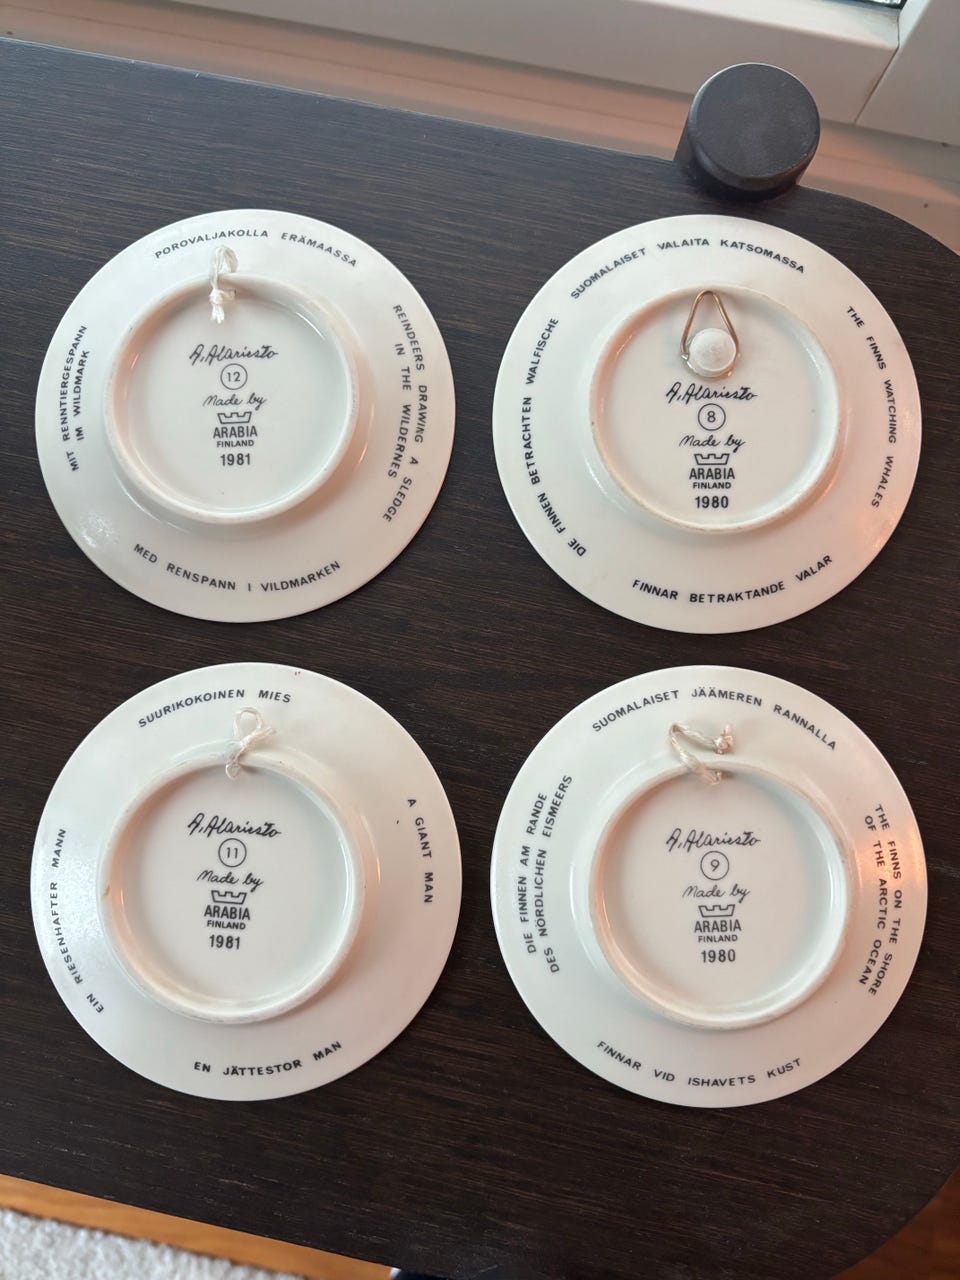 POROVALJAKOLLA ERÄMAASSA
REINDEERS DRAWING A SLEDGE
IN THE WILDERNES
MED RENSPANN I VILDMARKEN
MIT RENNTIERGESPANN
IM WILDMARK
A. Alariesto
12
Made by
ARABIA
FINLAND
1981
SUOMALAISET VALAITA KATSOMASSA
THE FINNS WATCHING WHALES
FINNAR BETRAKTANDE VALAR
DIE FINNEN BETRACHTEN WALFISCHE
A. Alariesto
8
Made by
ARABIA
FINLAND
1980
SUURIKOKOINEN MIES
A GIANT MAN
EN JÄTTESTOR MAN
EIN RIESENHAFTER MANN
A. Alariesto
11
Made by
ARABIA
FINLAND
1981
SUOMALAISET JÄÄMEREN RANNALLA
THE FINNS ON THE SHORE
OF THE ARCTIC OCEAN
FINNAR VID ISHAVETS KUST
DIE FINNEN AM RANDE
DES NÖRDLICHEN EISMEERS
A. Alariesto
9
Made by
ARABIA
FINLAND
1980